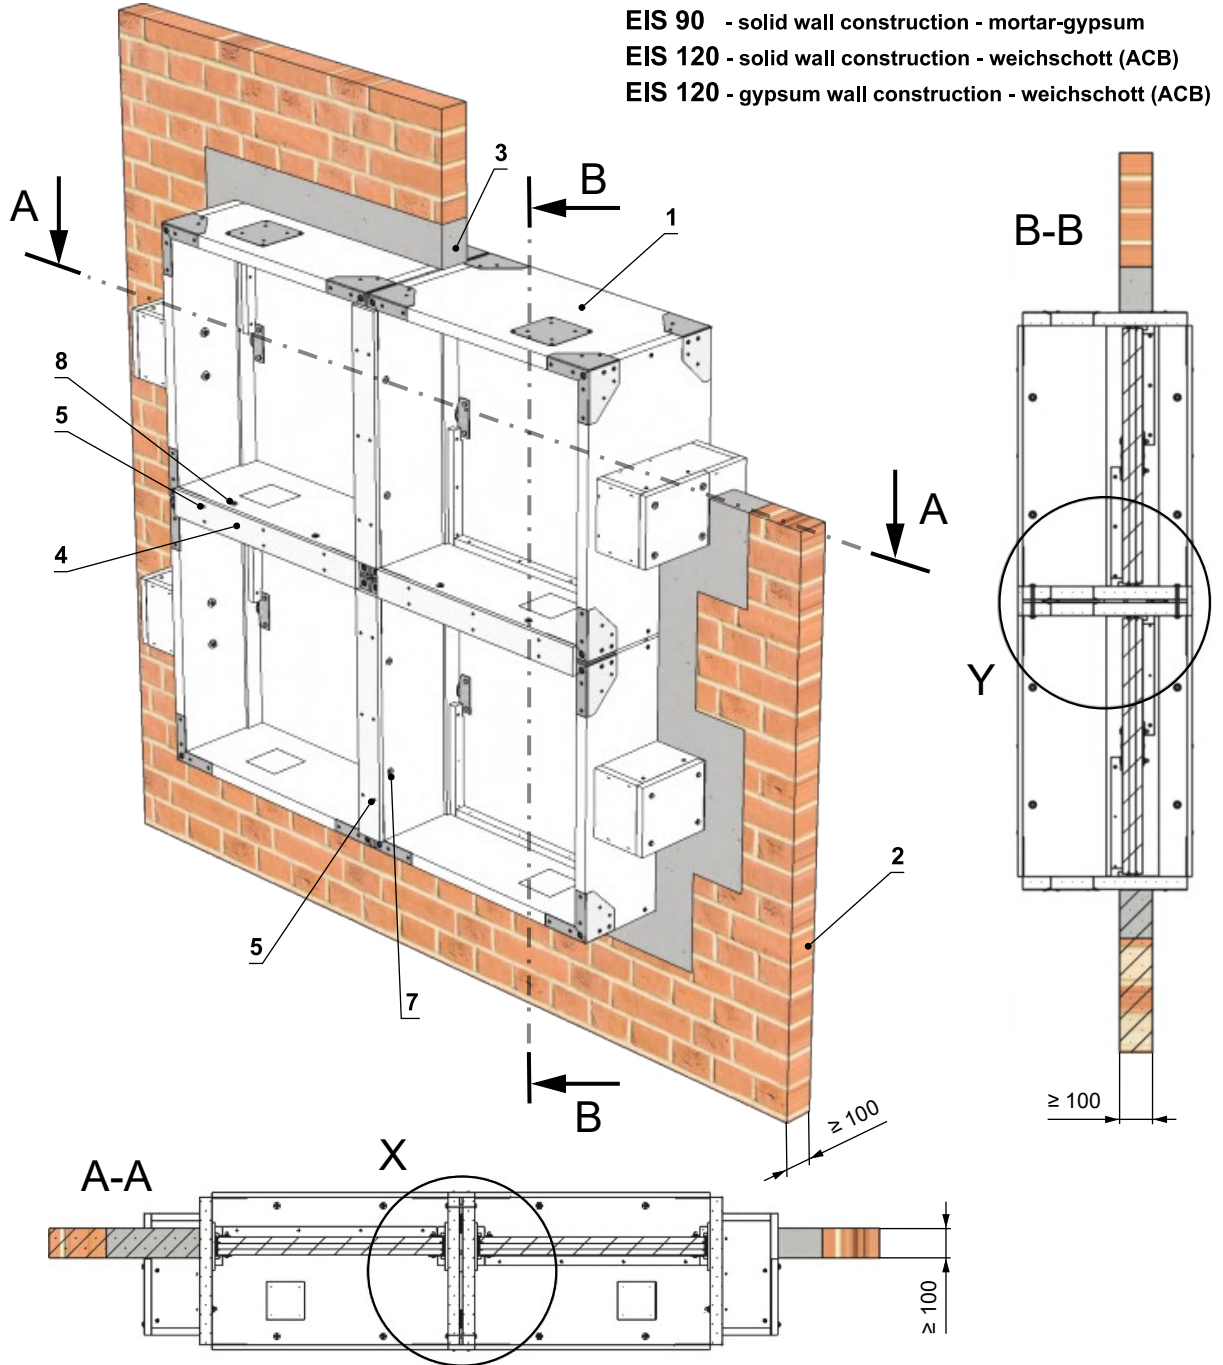 EIS 90 - solid wall construction - mortar-gypsum
EIS 120 - solid wall construction - weichschott (ACB)
EIS 120 - gypsum wall construction - weichschott (ACB)
3
B
A
1
B-B
8
5
A
4
Y
2
5
7
B
≥ 100
≥ 100
X
A-A
≥ 100